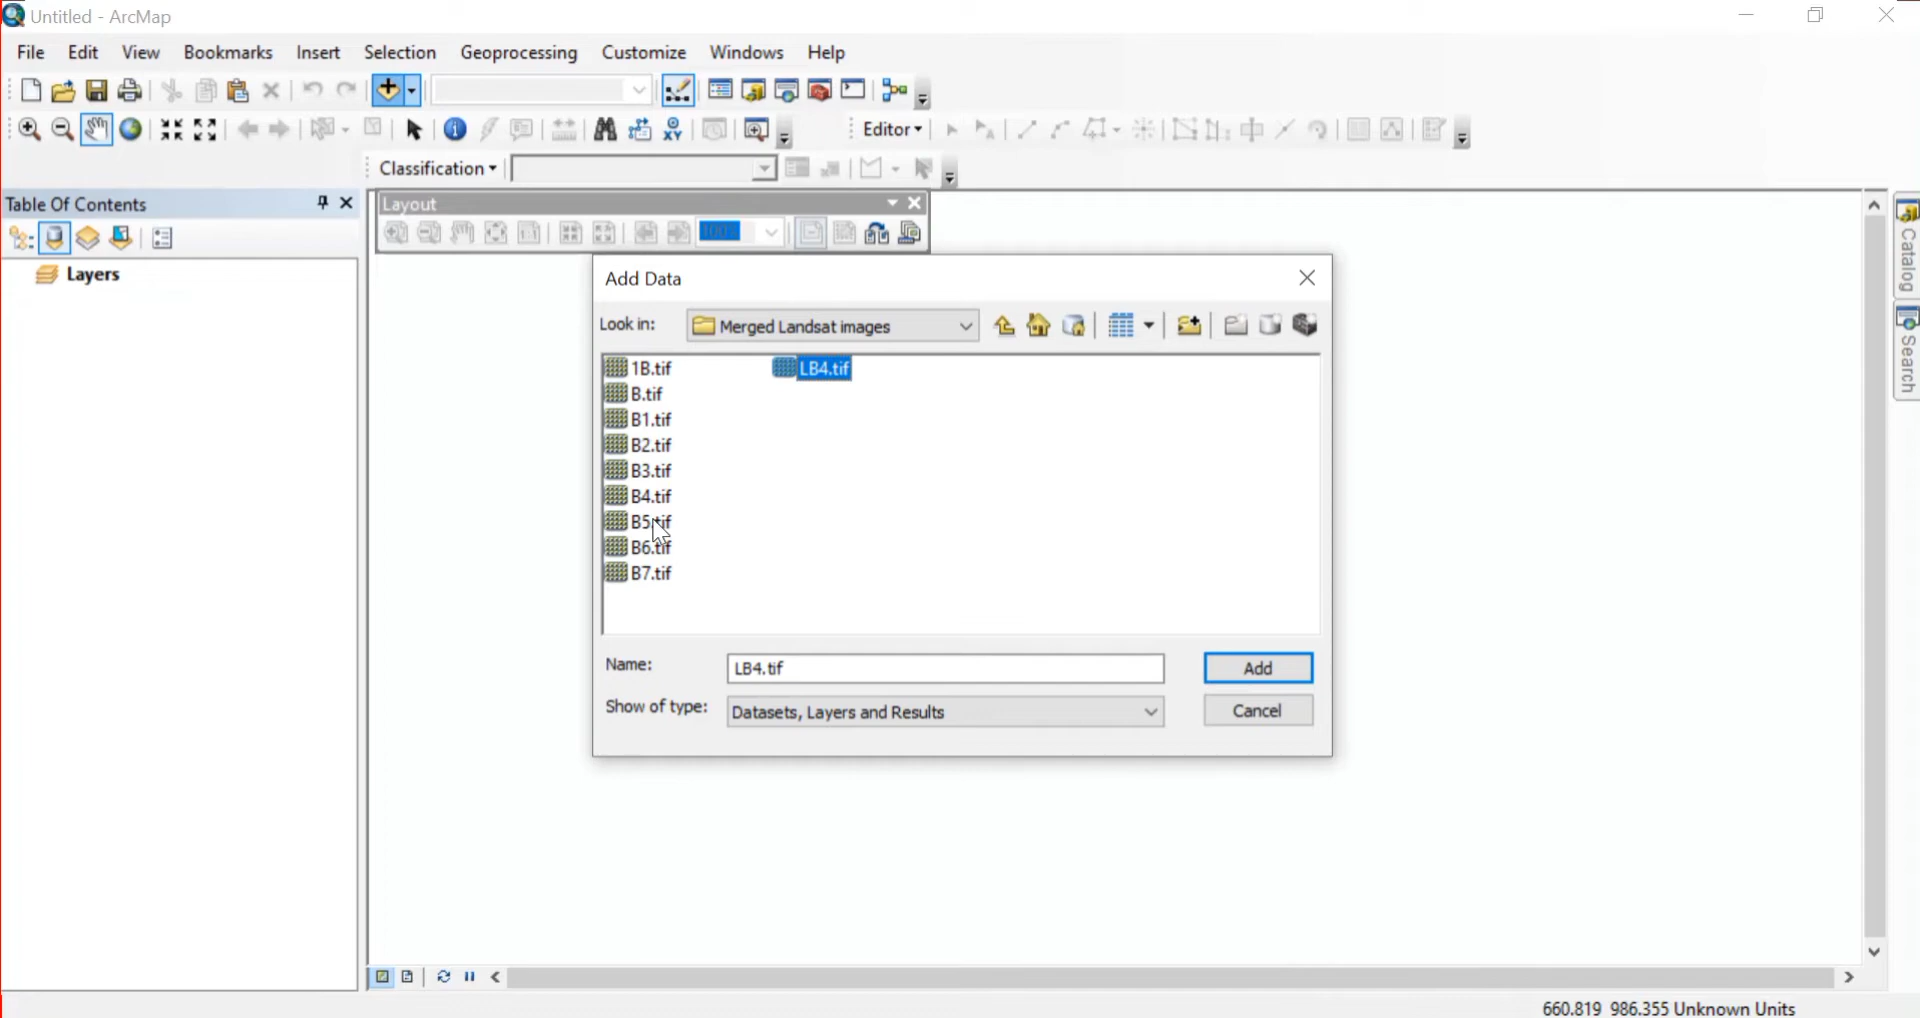 Untitled - ArcMap
File Edit View Bookmarks Insert Selection Geoprocessing Customize Windows Help
Editor
Classification
Table Of Contents
Layout
100%
Layers
Catalog
Search
Add Data
Look in: Merged Landsat images
1B.tif
B.tif
B1.tif
B2.tif
B3.tif
B4.tif
B5.tif
B6.tif
B7.tif
LB4.tif
Name: LB4.tif
Add
Show of type: Datasets, Layers and Results
Cancel
660.819 986.355 Unknown Units